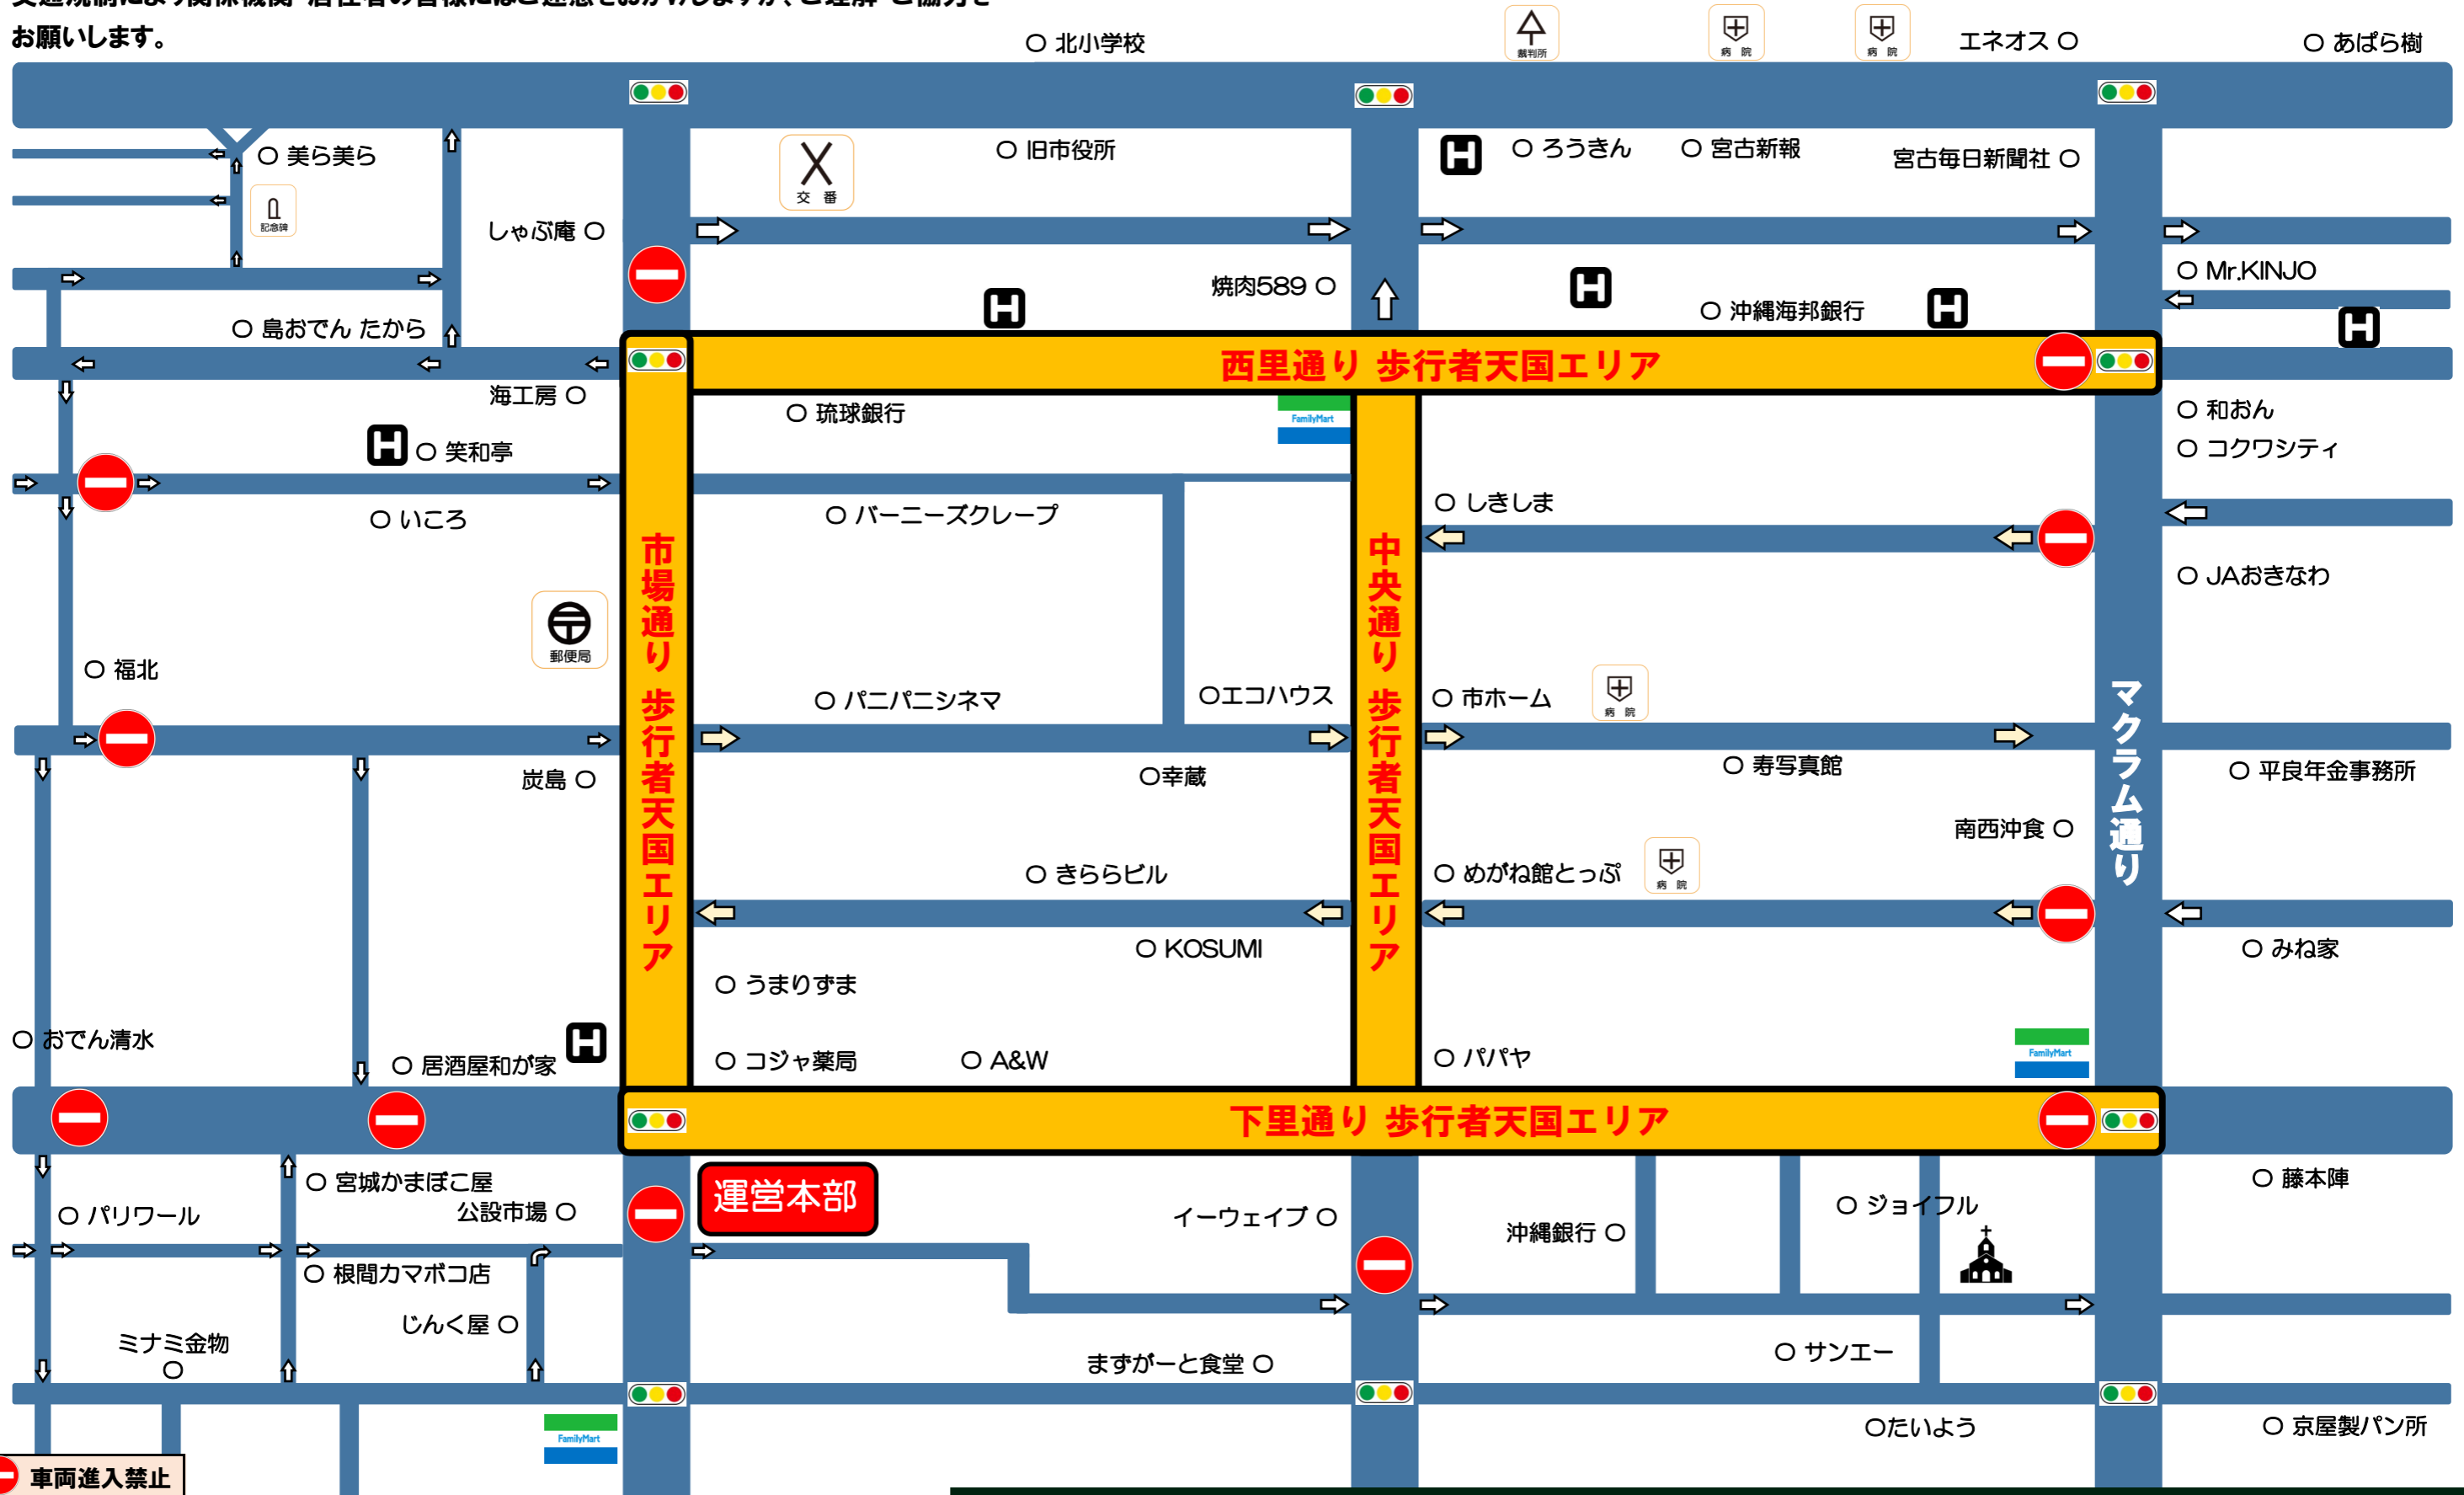 お願いします。
北小学校
裁判所
病 院
病 院
エネオス
あばら樹
美ら美ら
交 番
旧市役所
ろうきん
宮古新報
宮古毎日新聞社
記念碑
しゃぶ庵
H
Mr.KINJO
焼肉589
H
H
沖縄海邦銀行
H
H
島おでん たから
西里通り 歩行者天国エリア
海工房
琉球銀行
FamilyMart
和おん
H
笑和亭
コクワシティ
しきしま
いころ
バーニーズクレープ
市場通り 歩行者天国エリア
中央通り 歩行者天国エリア
JAおきなわ
郵便局
福北
パニパニシネマ
エコハウス
市ホーム
病 院
マクラム通り
炭島
幸蔵
寿写真館
平良年金事務所
南西沖食
きららビル
めがね館とっぷ
病 院
KOSUMI
みね家
うまりずま
おでん清水
H
居酒屋和が家
コジャ薬局
A&W
パパヤ
FamilyMart
下里通り 歩行者天国エリア
宮城かまぼこ屋
運営本部
藤本陣
パリワール
公設市場
イーウェイブ
沖縄銀行
ジョイフル
根間カマボコ店
じんく屋
ミナミ金物
まずがーと食堂
サンエー
FamilyMart
たいよう
京屋製パン所
車両進入禁止